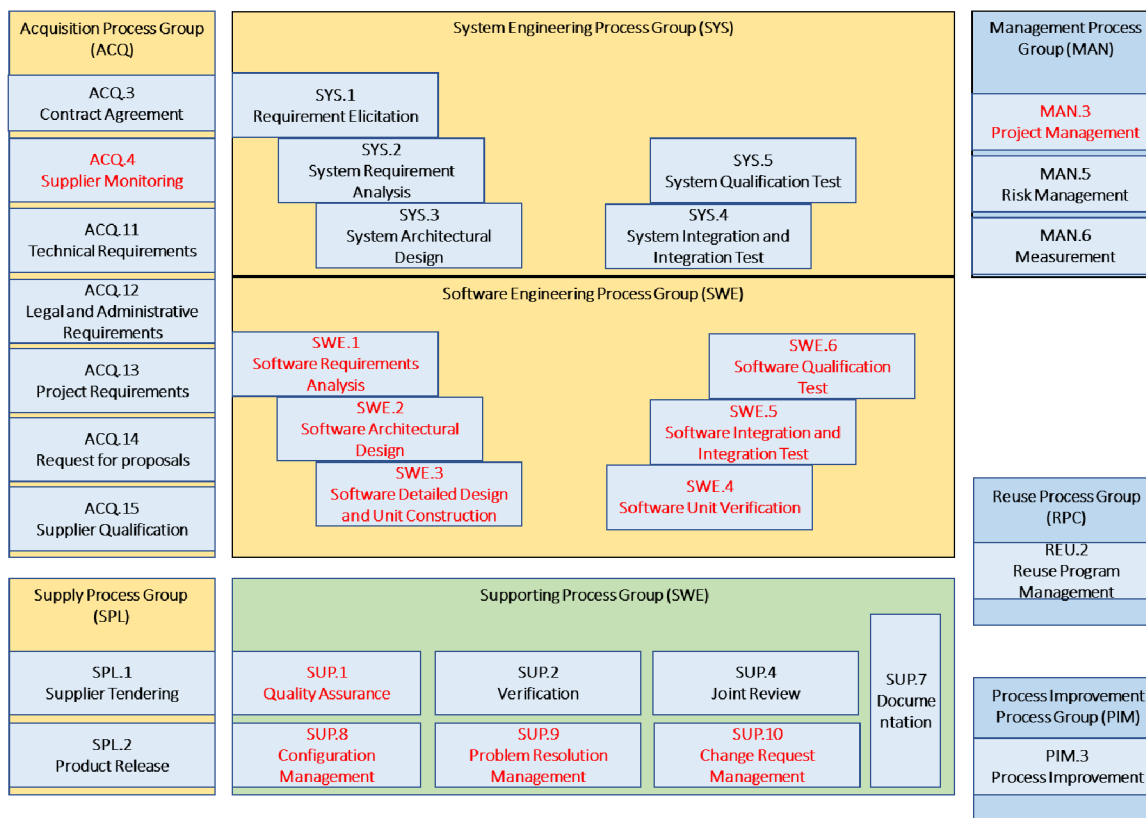 Acquisition Process Group
(ACQ)
ACQ.3
Contract Agreement
ACQ.4
Supplier Monitoring
ACQ.11
Technical Requirements
ACQ.12
Legal and Administrative
Requirements
ACQ.13
Project Requirements
ACQ.14
Request for proposals
ACQ.15
Supplier Qualification
System Engineering Process Group (SYS)
SYS.1
Requirement Elicitation
SYS.2
System Requirement
Analysis
SYS.3
System Architectural
Design
SYS.5
System Qualification Test
SYS.4
System Integration and
Integration Test
Software Engineering Process Group (SWE)
SWE.1
Software Requirements
Analysis
SWE.2
Software Architectural
Design
SWE.3
Software Detailed Design
and Unit Construction
SWE.6
Software Qualification
Test
SWE.5
Software Integration and
Integration Test
SWE.4
Software Unit Verification
Management Process
Group (MAN)
MAN.3
Project Management
MAN.5
Risk Management
MAN.6
Measurement
Reuse Process Group
(RPC)
REU.2
Reuse Program
Management
Supply Process Group
(SPL)
SPL.1
Supplier Tendering
SPL.2
Product Release
Supporting Process Group (SWE)
SUP.1
Quality Assurance
SUP.2
Verification
SUP.4
Joint Review
SUP.7
Docume
ntation
SUP.8
Configuration
Management
SUP.9
Problem Resolution
Management
SUP.10
Change Request
Management
Process Improvement
Process Group (PIM)
PIM.3
Process Improvement